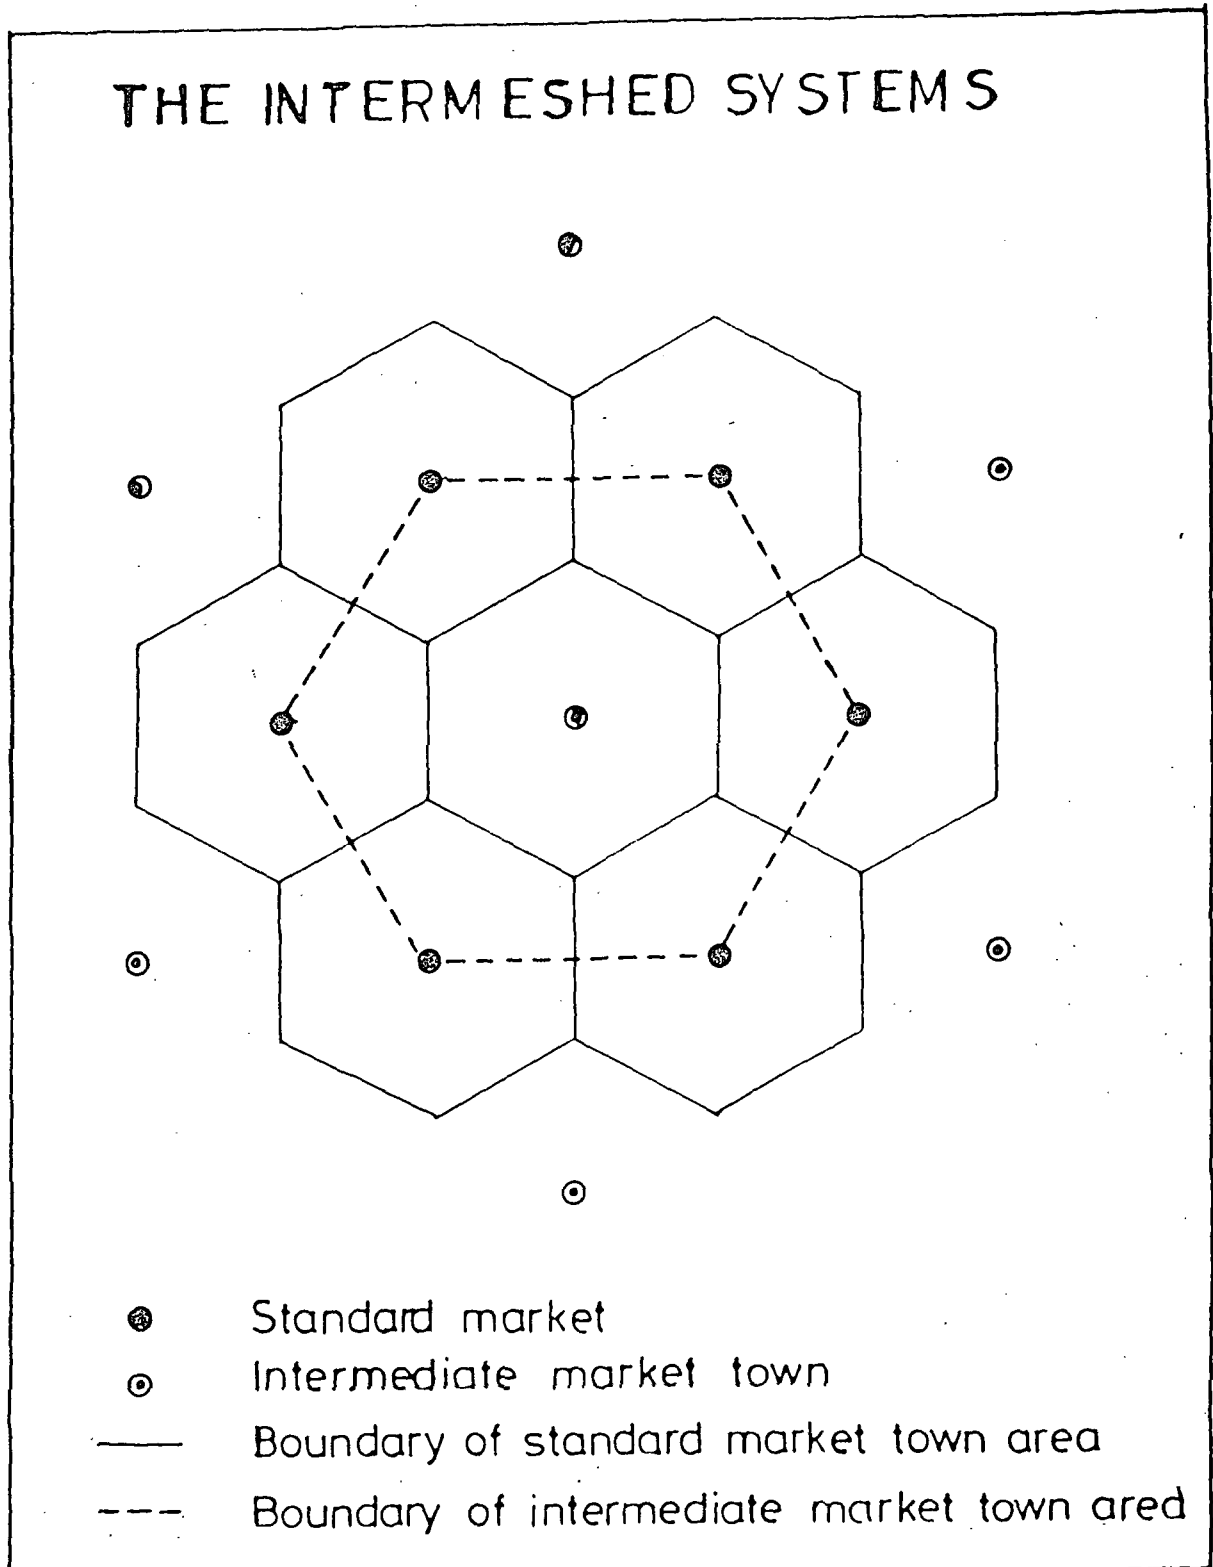 THE INTERMESHED SYSTEMS
Standard market
Intermediate market town
Boundary of standard market town area
Boundary of intermediate market town ared